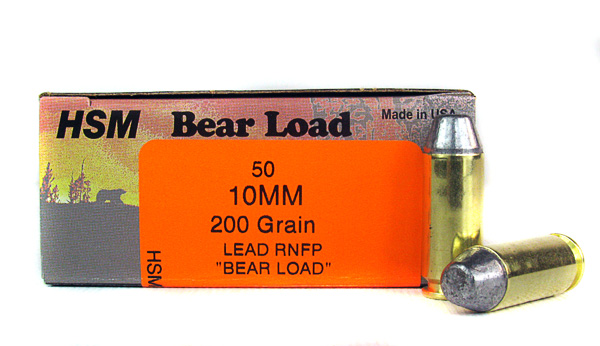 HSM Bear Load
Made in USA
50
10MM
200 Grain
LEAD RNFP
"BEAR LOAD"
HSM